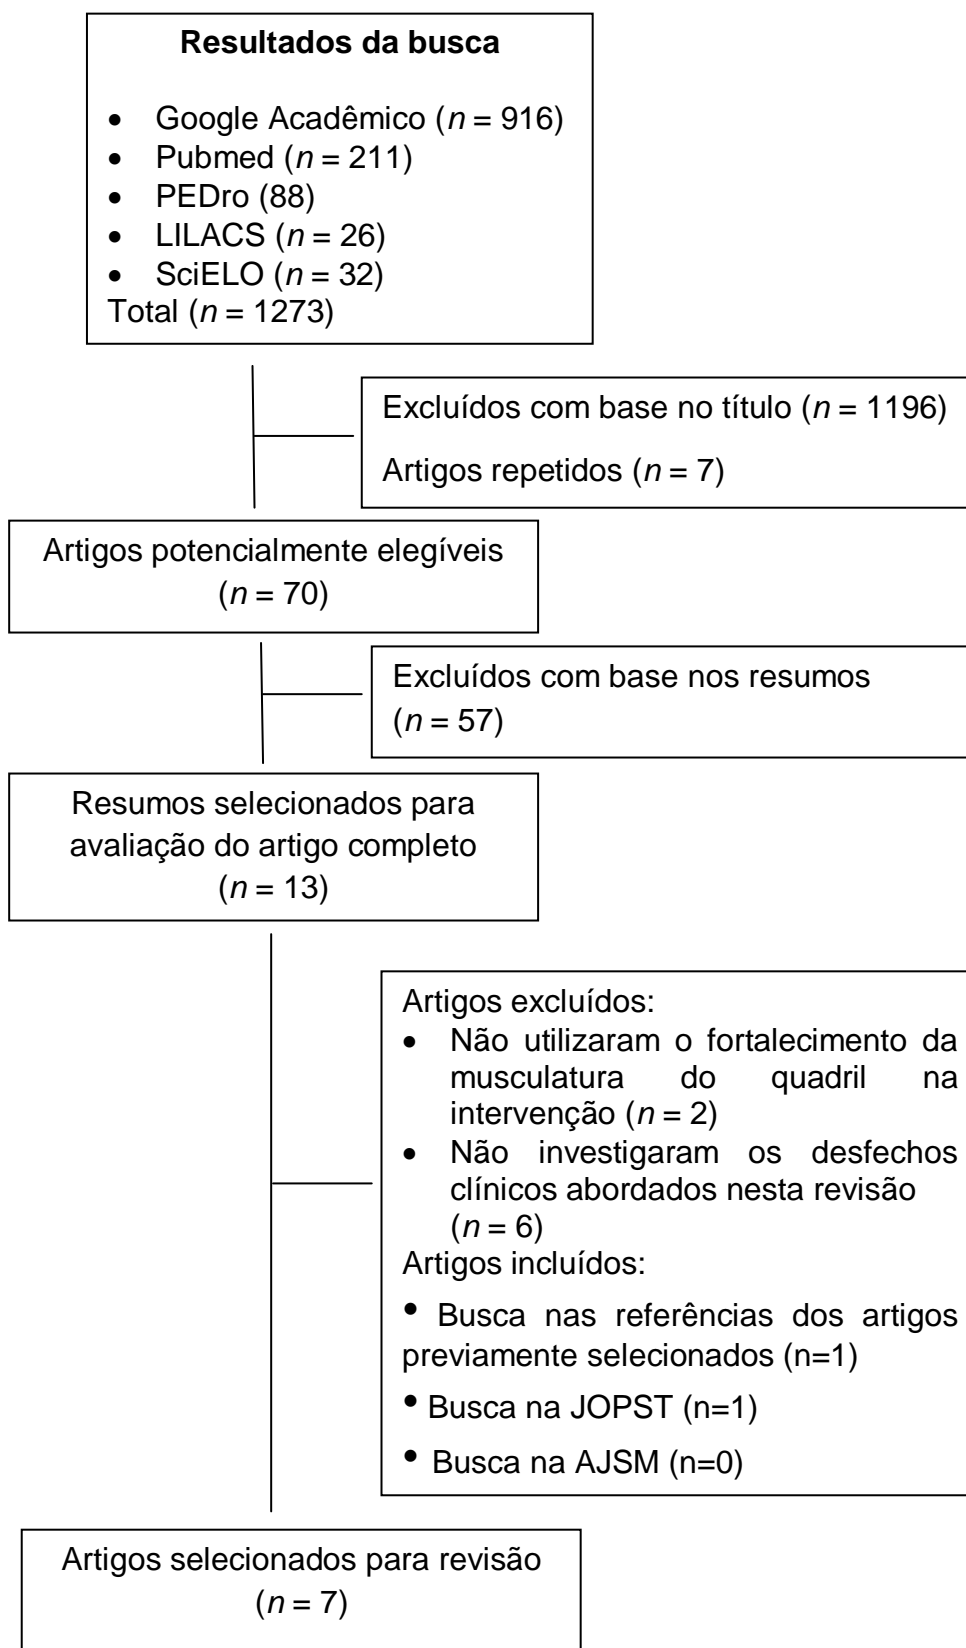 Resultados da busca
• Google Acadêmico (n = 916)
• Pubmed (n = 211)
• PEDro (88)
• LILACS (n = 26)
• SciELO (n = 32)
Total (n = 1273)
Excluídos com base no título (n = 1196)
Artigos repetidos (n = 7)
Artigos potencialmente elegíveis
(n = 70)
Excluídos com base nos resumos
(n = 57)
Resumos selecionados para
avaliação do artigo completo
(n = 13)
Artigos excluídos:
• Não utilizaram o fortalecimento da
musculatura do quadril na
intervenção (n = 2)
• Não investigaram os desfechos
clínicos abordados nesta revisão
(n = 6)
Artigos incluídos:
• Busca nas referências dos artigos
previamente selecionados (n=1)
• Busca na JOPST (n=1)
• Busca na AJSM (n=0)
Artigos selecionados para revisão
(n = 7)